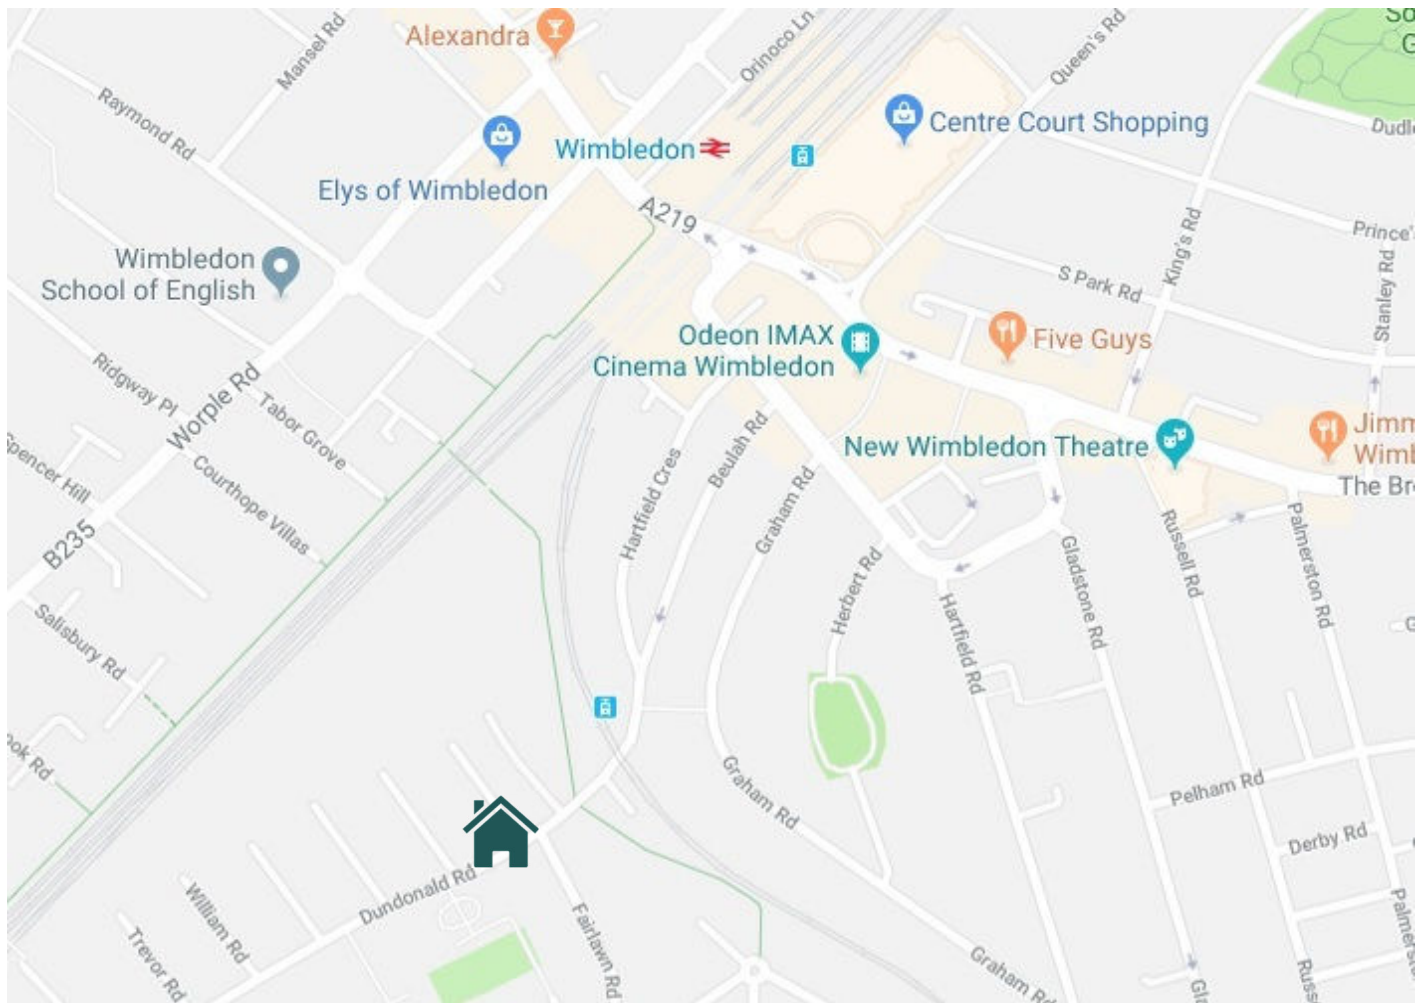 Alexandra
Mansel Rd
Orinoco Ln
Queen's Rd
Raymond Rd
Centre Court Shopping
Wimbledon
Elys of Wimbledon
A219
King's Rd
Stanley Rd
S Park Rd
Wimbledon
School of English
Odeon IMAX
Cinema Wimbledon
Five Guys
Ridgway Pl
Worple Rd
Tabor Grove
Spencer Hill
Courthope Villas
B235
Hartfield Cres
Beulah Rd
Graham Rd
New Wimbledon Theatre
Jimm
Wimb
The Bro
Herbert Rd
Russell Rd
Palmerston Rd
Gladstone Rd
Hartfield Rd
Salisbury Rd
Graham Rd
Pelham Rd
Derby Rd
Dundonald Rd
William Rd
Trevor Rd
Fairlawn Rd
Graham Rd